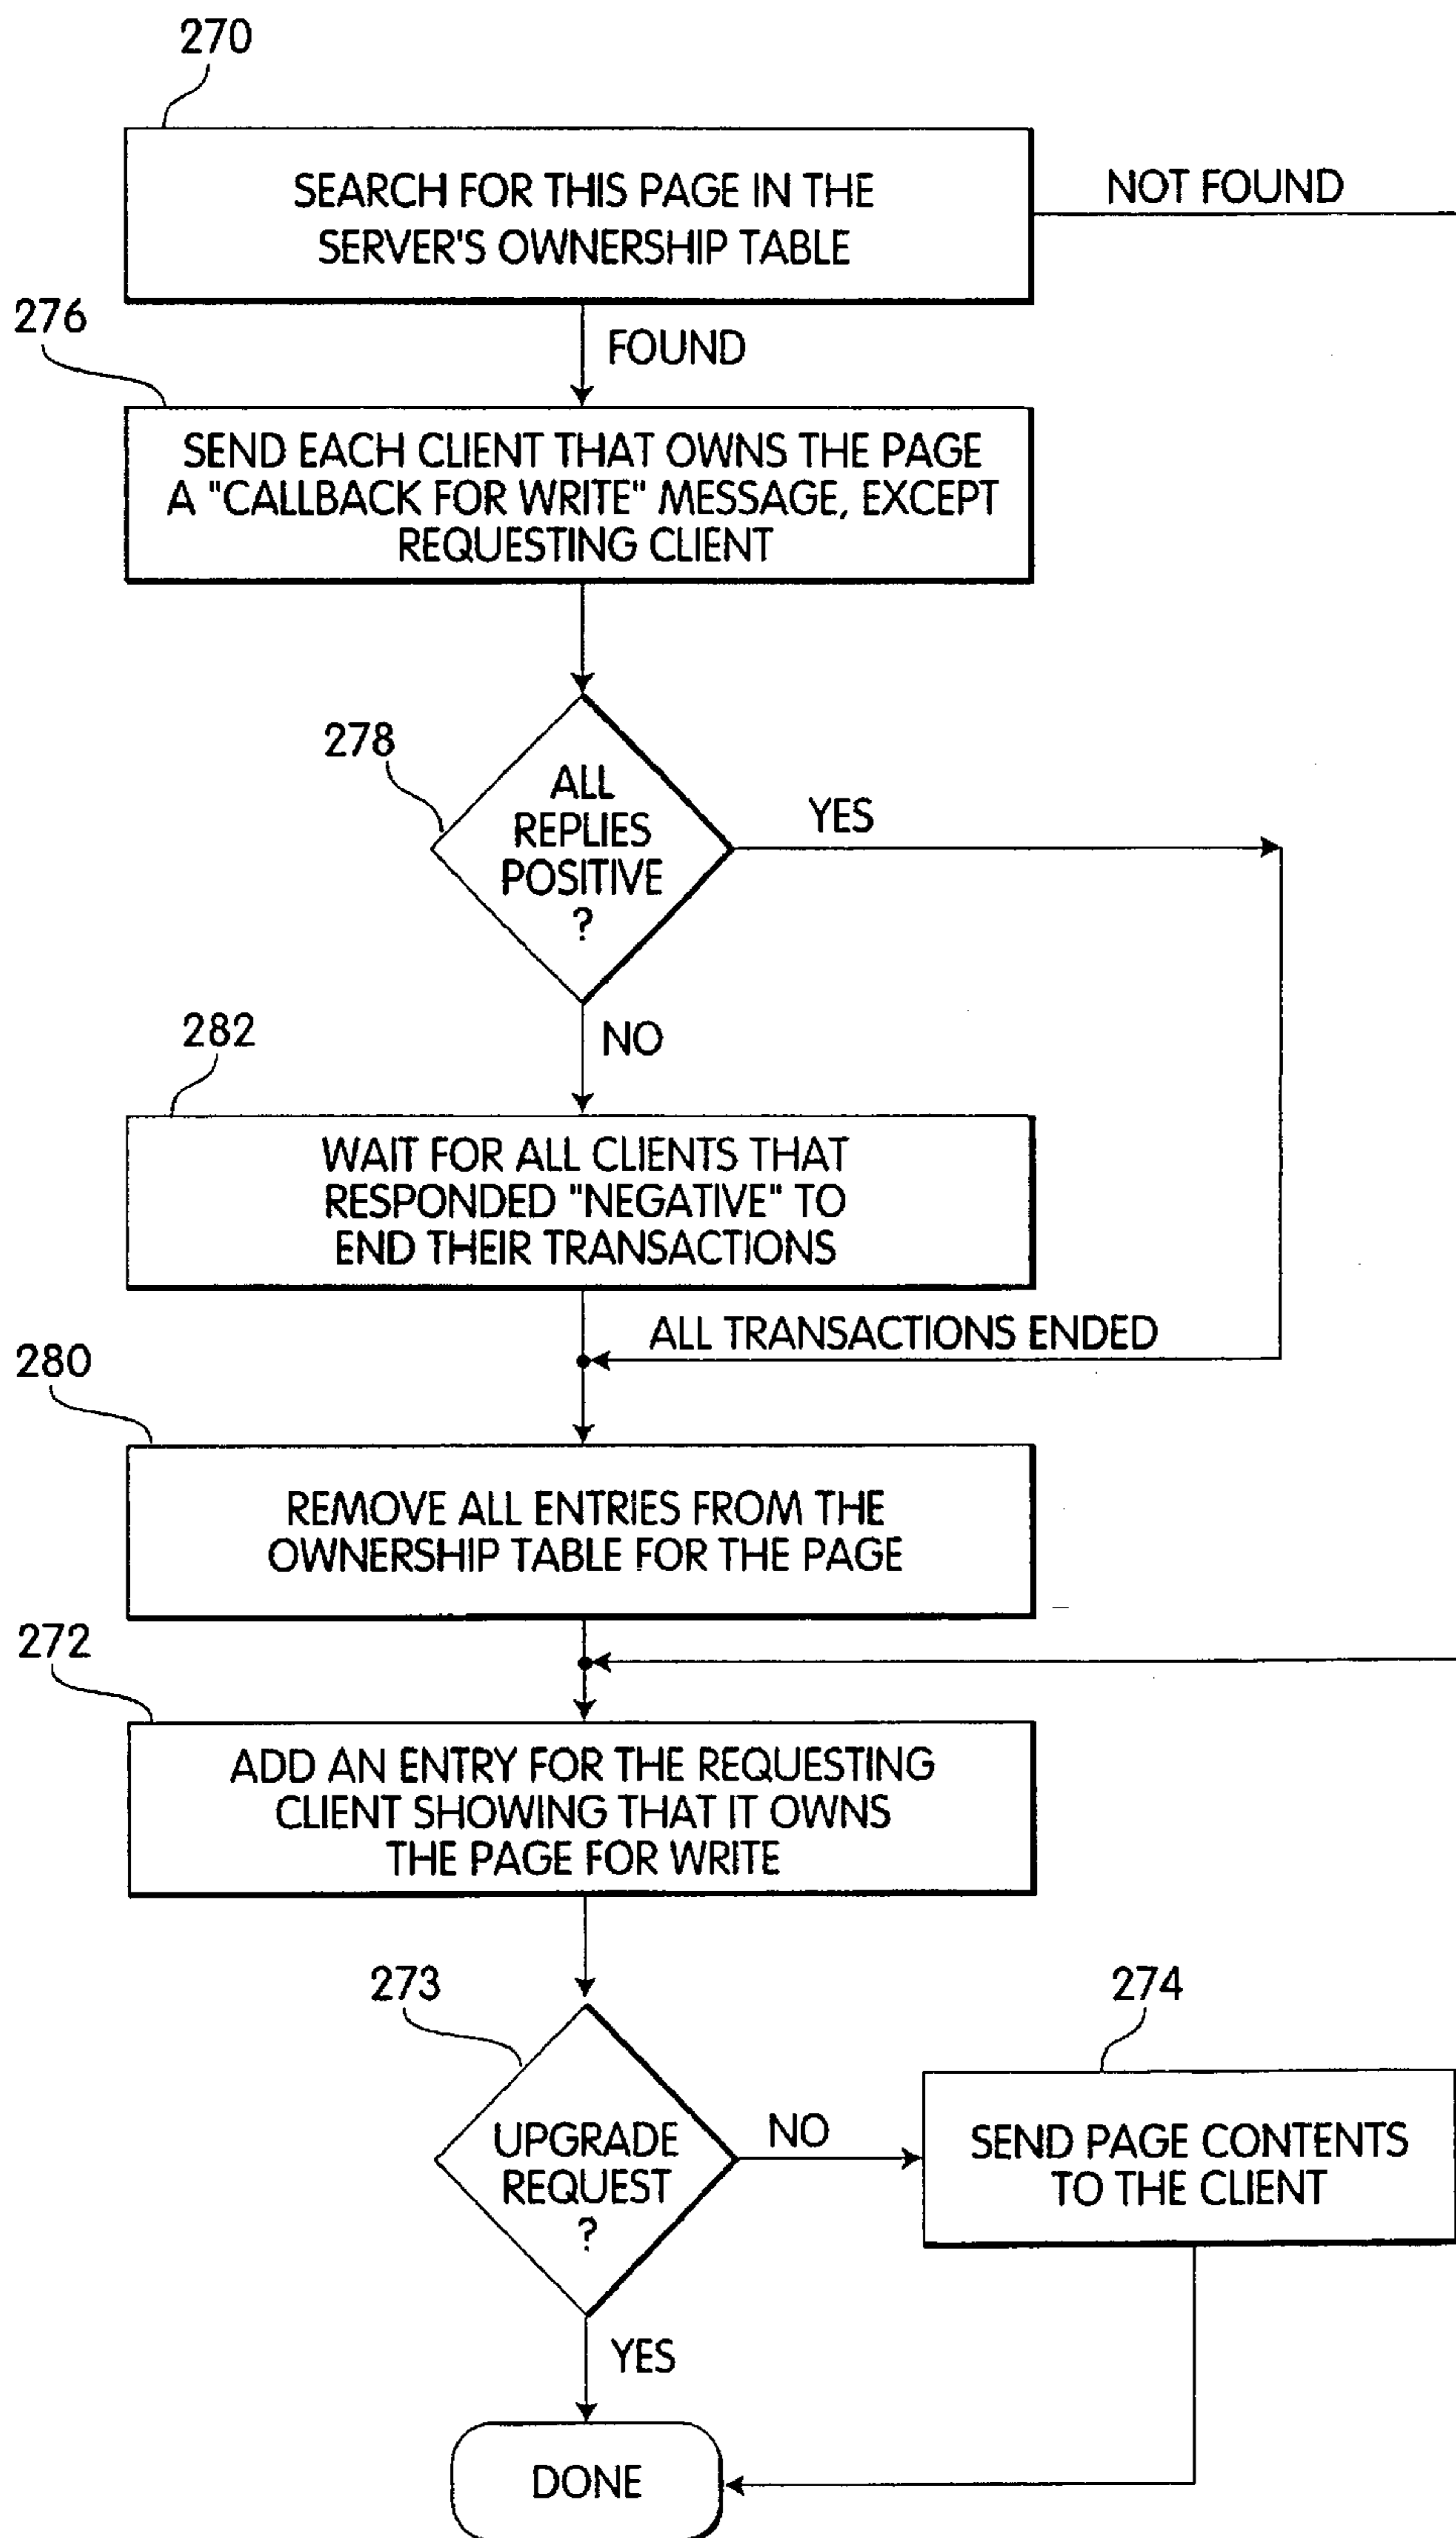 270
SEARCH FOR THIS PAGE IN THE
SERVER'S OWNERSHIP TABLE
NOT FOUND
276
FOUND
SEND EACH CLIENT THAT OWNS THE PAGE
A "CALLBACK FOR WRITE" MESSAGE, EXCEPT
REQUESTING CLIENT
278
ALL
REPLIES
POSITIVE
?
YES
282
NO
WAIT FOR ALL CLIENTS THAT
RESPONDED "NEGATIVE" TO
END THEIR TRANSACTIONS
ALL TRANSACTIONS ENDED
280
REMOVE ALL ENTRIES FROM THE
OWNERSHIP TABLE FOR THE PAGE
272
ADD AN ENTRY FOR THE REQUESTING
CLIENT SHOWING THAT IT OWNS
THE PAGE FOR WRITE
273
UPGRADE
REQUEST
?
NO
274
SEND PAGE CONTENTS
TO THE CLIENT
YES
DONE